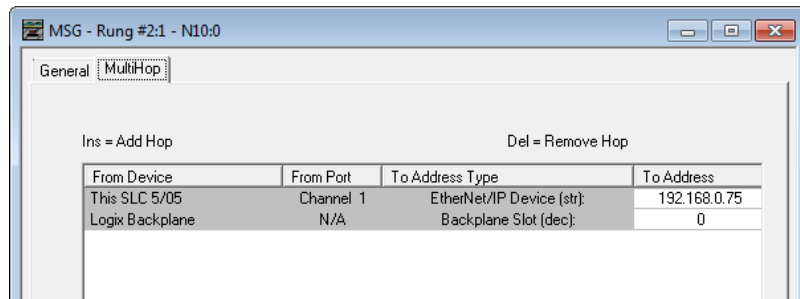 MSG - Rung #2:1 - N10:0
General MultiHop
Ins = Add Hop Del = Remove Hop
From Device From Port To Address Type To Address
This SLC 5/05 Channel 1 EtherNet/IP Device (str): 192.168.0.75
Logix Backplane N/A Backplane Slot (dec): 0